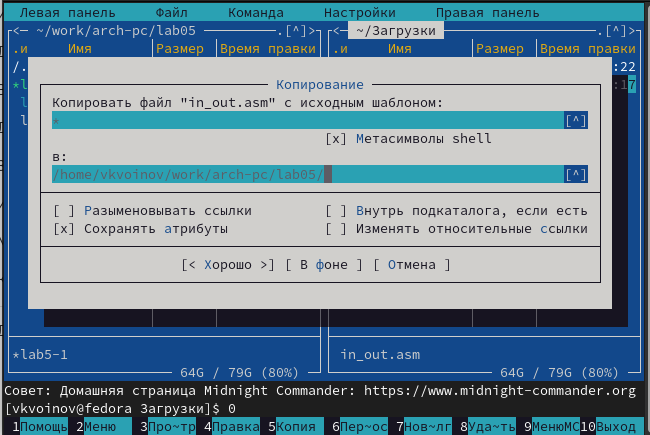 Левая панель Файл Команда Настройки Правая панель
<─ ~/work/arch-pc/lab05 .[^]> <─ ~/Загрузки .[^]>
.и Имя Размер Время правки .и Имя Размер Время правки
/. :22
*l :17
l
l
Копирование
Копировать файл "in_out.asm" с исходным шаблоном:
* [^]
[x] Метасимволы shell
в:
/home/vkvoinov/work/arch-pc/lab05/ [^]
[ ] Разыменовывать ссылки [ ] Внутрь подкаталога, если есть
[x] Сохранять атрибуты [ ] Изменять относительные ссылки
[< Хорошо >] [ В фоне ] [ Отмена ]
*lab5-1 in_out.asm
64G / 79G (80%) 64G / 79G (80%)
Совет: Домашняя страница Midnight Commander: https://www.midnight-commander.org
[vkvoinov@fedora Загрузки]$ 0 [^]
1Помощь 2Меню 3Про~тр 4Правка 5Копия 6Пер~ос 7Нов~лг 8Уда~ть 9МенюМС 10Выход